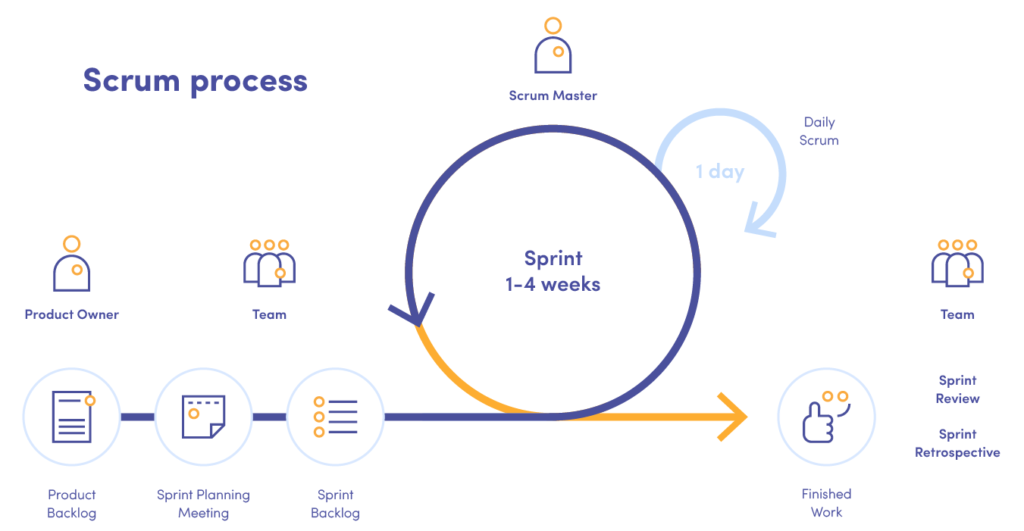 Scrum process
Scrum Master
Daily
Scrum
1 day
Sprint
1-4 weeks
Product Owner
Team
Team
Sprint
Review
Sprint
Retrospective
Product
Backlog
Sprint Planning
Meeting
Sprint
Backlog
Finished
Work